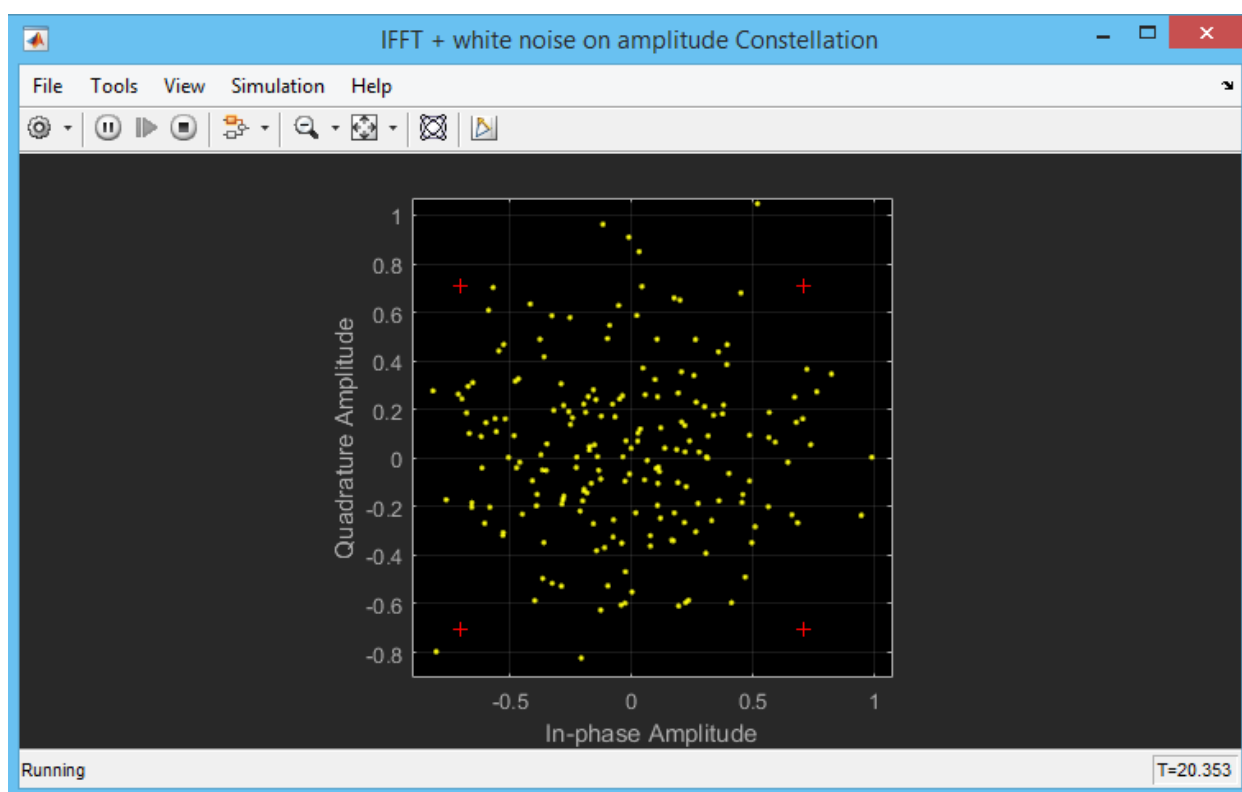 IFFT + white noise on amplitude Constellation
File Tools View Simulation Help
1
0.8
0.6
0.4
0.2
0
-0.2
-0.4
-0.6
-0.8
Quadrature Amplitude
-0.5 0 0.5 1
In-phase Amplitude
Running T=20.353